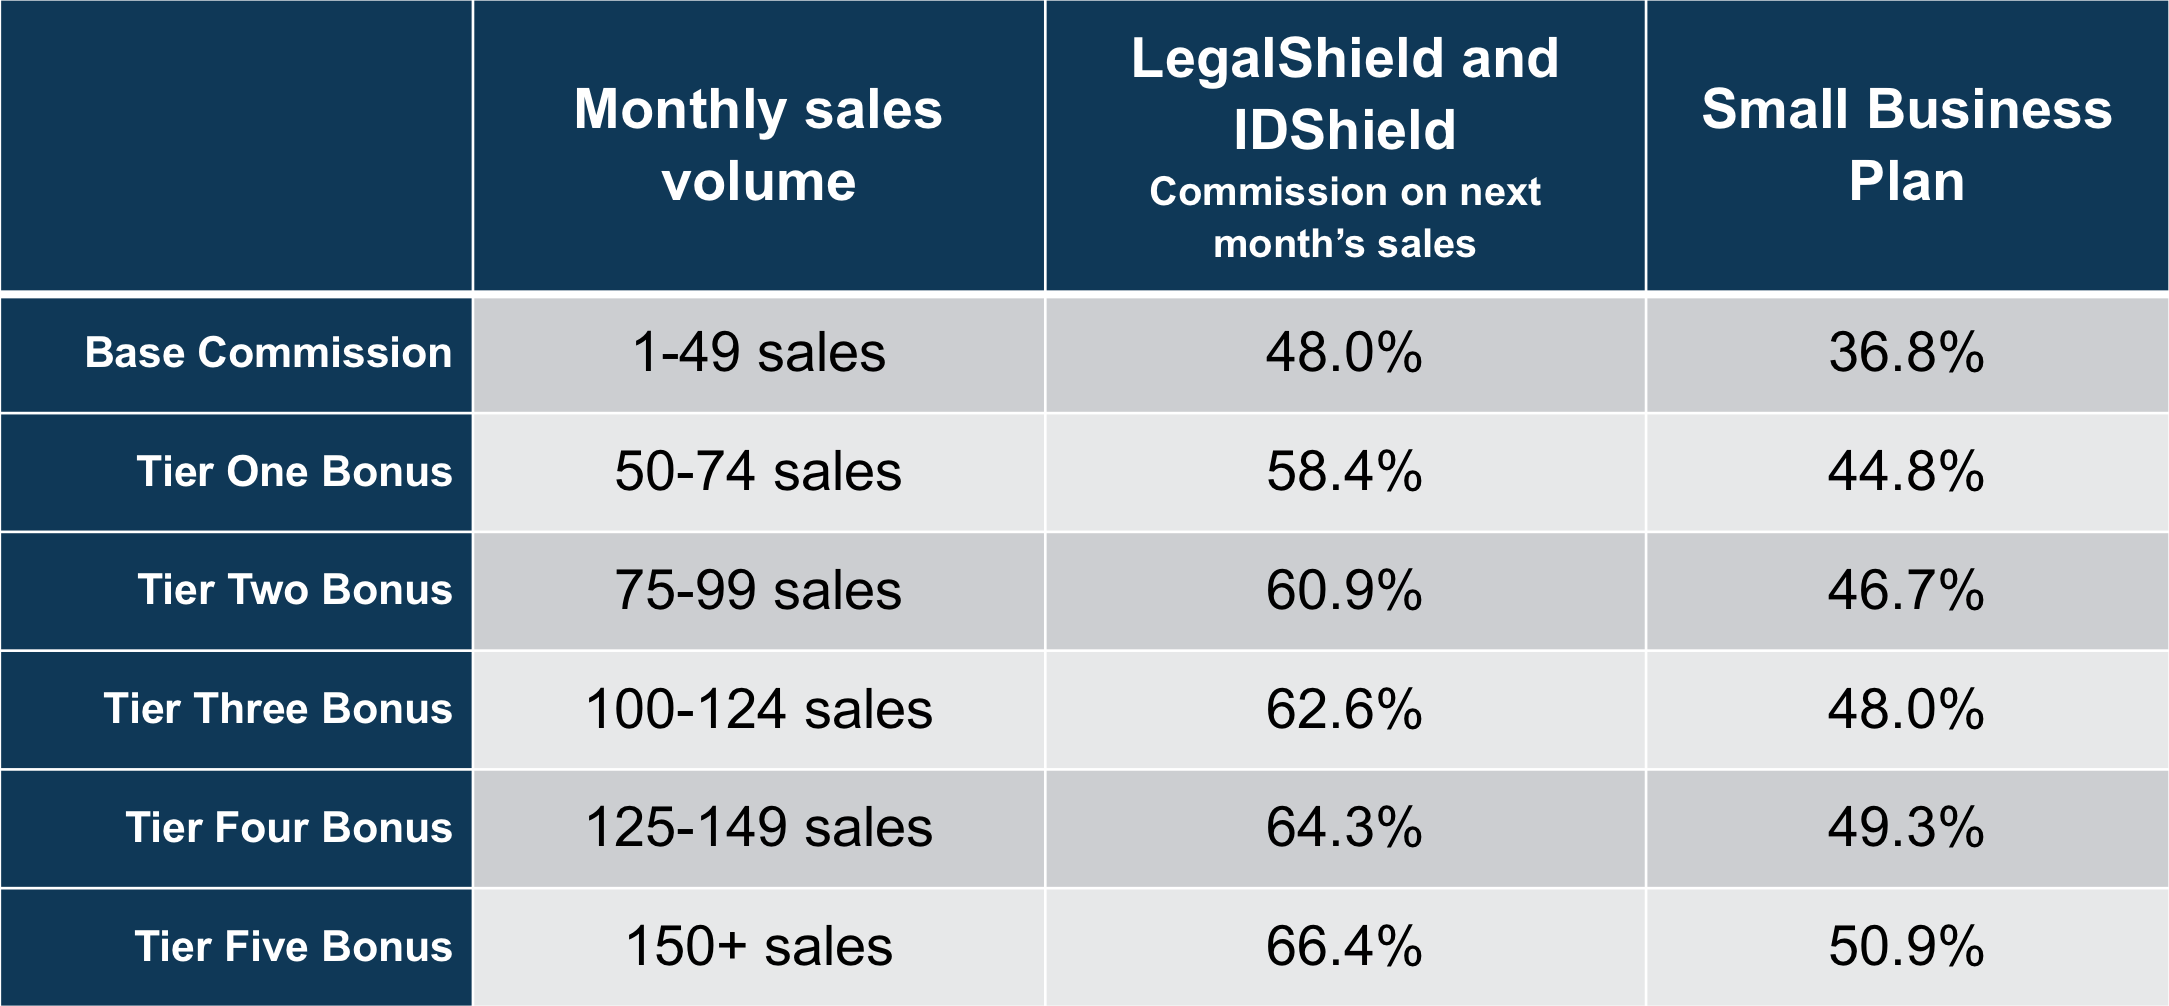 Monthly sales
volume
LegalShield and
IDShield
Commission on next
month’s sales
Small Business
Plan
Base Commission
1-49 sales
48.0%
36.8%
Tier One Bonus
50-74 sales
58.4%
44.8%
Tier Two Bonus
75-99 sales
60.9%
46.7%
Tier Three Bonus
100-124 sales
62.6%
48.0%
Tier Four Bonus
125-149 sales
64.3%
49.3%
Tier Five Bonus
150+ sales
66.4%
50.9%